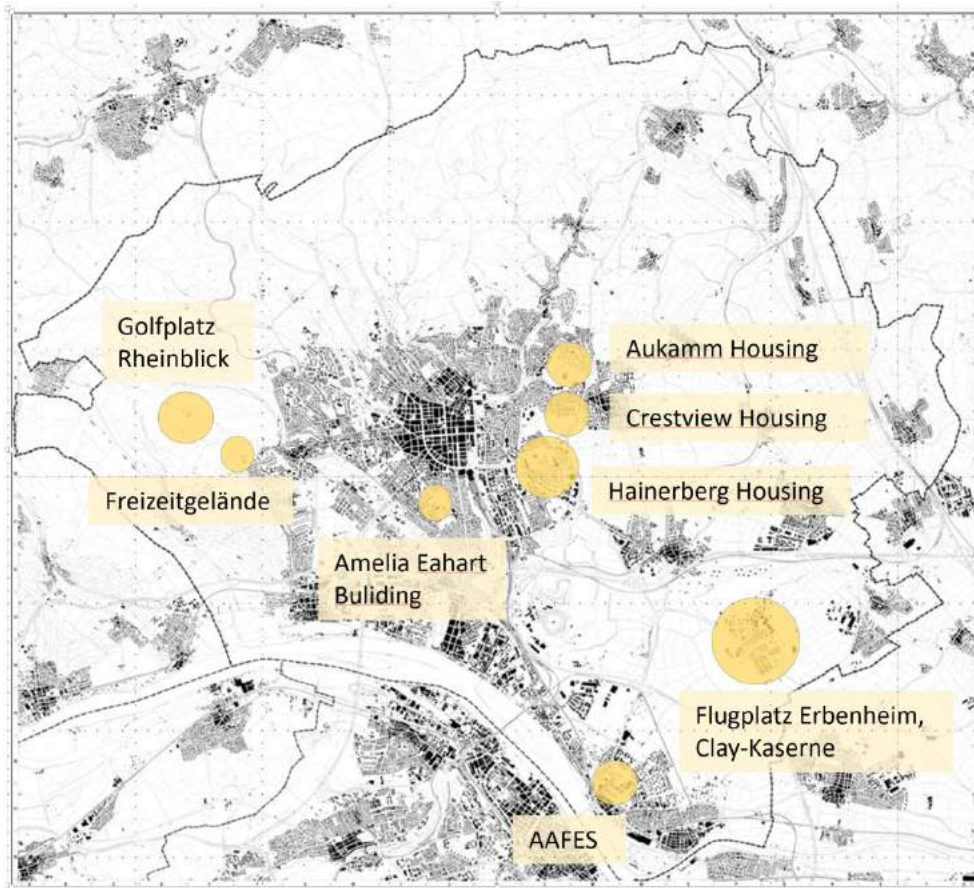 Golfplatz
Rheinblick
Freizeitgelände
Amelia Eahart
Buliding
Aukamm Housing
Crestview Housing
Hainerberg Housing
Flugplatz Erbenheim,
Clay-Kaserne
AAFES